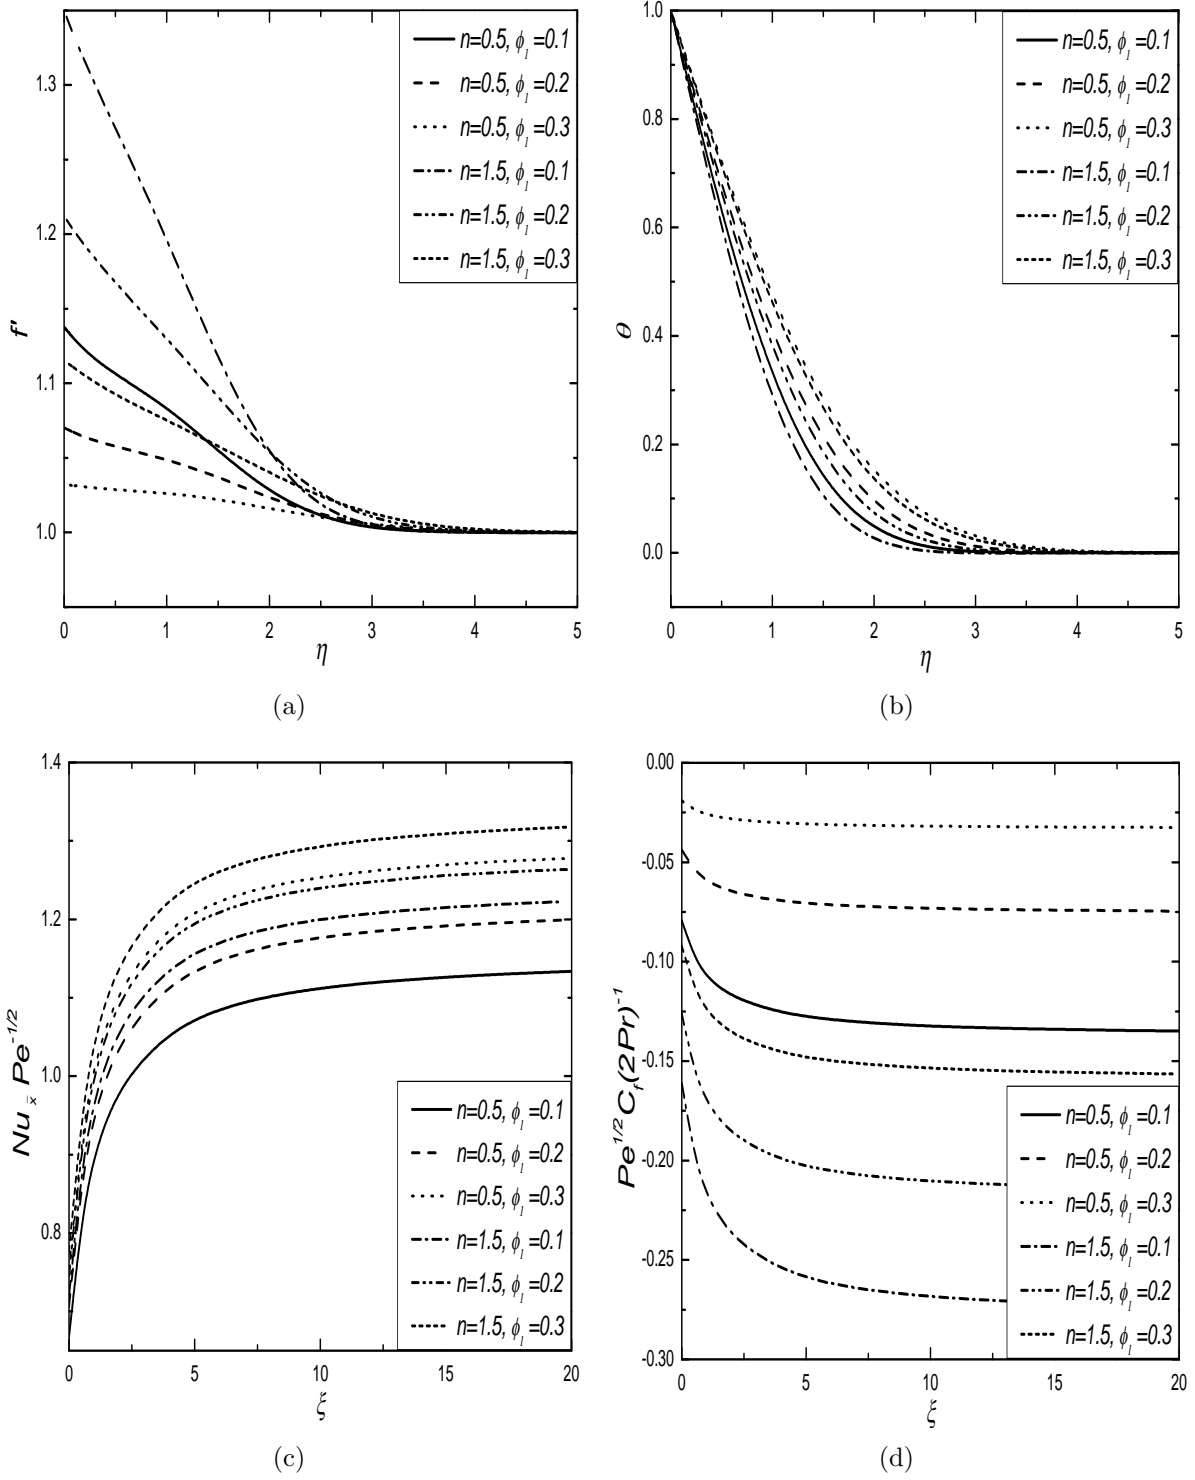 n=0.5, ϕ₁=0.1
n=0.5, ϕ₁=0.2
n=0.5, ϕ₁=0.3
n=1.5, ϕ₁=0.1
n=1.5, ϕ₁=0.2
n=1.5, ϕ₁=0.3
1.3
1.2
1.1
1.0
f'
0 1 2 3 4 5
η
(a)
n=0.5, ϕ₁=0.1
n=0.5, ϕ₁=0.2
n=0.5, ϕ₁=0.3
n=1.5, ϕ₁=0.1
n=1.5, ϕ₁=0.2
n=1.5, ϕ₁=0.3
1.0
0.8
0.6
0.4
0.2
0.0
θ
0 1 2 3 4 5
η
(b)
1.4
1.3
1.2
1.1
1.0
0.8
Nu x̄ Pe^-1/2
n=0.5, ϕ₁=0.1
n=0.5, ϕ₁=0.2
n=0.5, ϕ₁=0.3
n=1.5, ϕ₁=0.1
n=1.5, ϕ₁=0.2
n=1.5, ϕ₁=0.3
0 5 10 15 20
ξ
(c)
0.00
-0.05
-0.10
-0.15
-0.20
-0.25
-0.30
Pe^1/2 C_f (2Pr)^-1
n=0.5, ϕ₁=0.1
n=0.5, ϕ₁=0.2
n=0.5, ϕ₁=0.3
n=1.5, ϕ₁=0.1
n=1.5, ϕ₁=0.2
n=1.5, ϕ₁=0.3
0 5 10 15 20
ξ
(d)